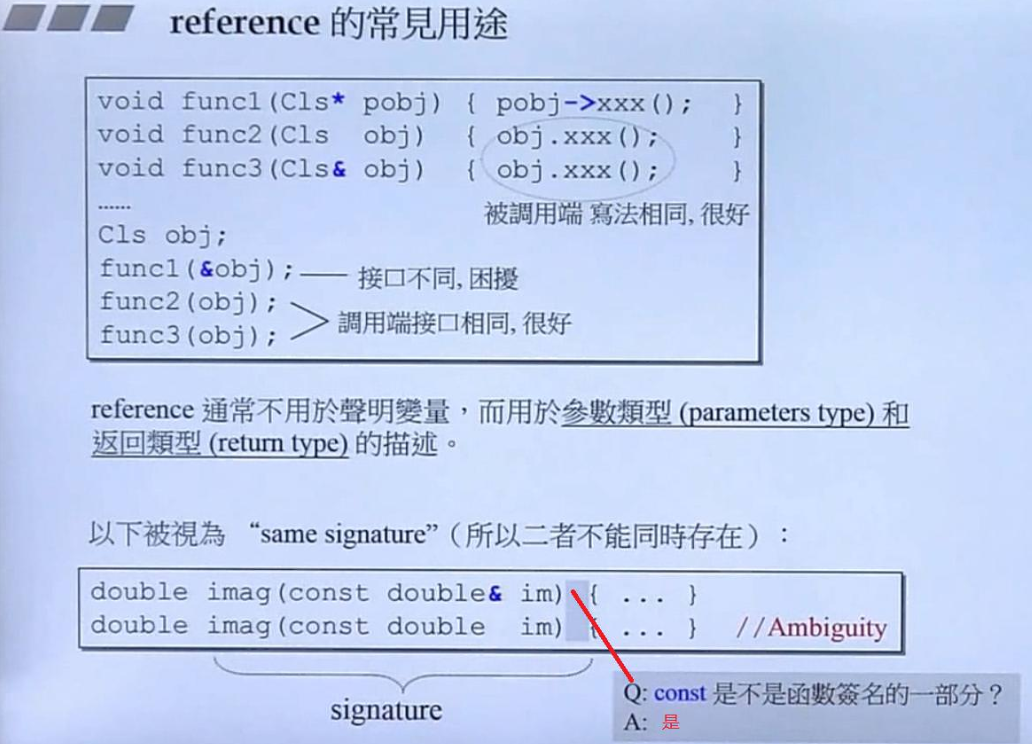 reference 的常見用途
void func1(Cls* pobj) { pobj->xxx(); }
void func2(Cls obj) { obj.xxx(); }
void func3(Cls& obj) { obj.xxx(); }
......
被調用端 寫法相同, 很好
Cls obj;
func1(&obj); 接口不同, 困擾
func2(obj);
調用端接口相同, 很好
func3(obj);
reference 通常不用於聲明變量，而用於參數類型 (parameters type) 和
返回類型 (return type) 的描述。
以下被視為 “same signature”（所以二者不能同時存在）：
double imag(const double& im) { ... }
double imag(const double im) { ... } //Ambiguity
signature
Q: const 是不是函數簽名的一部分？
A: 是